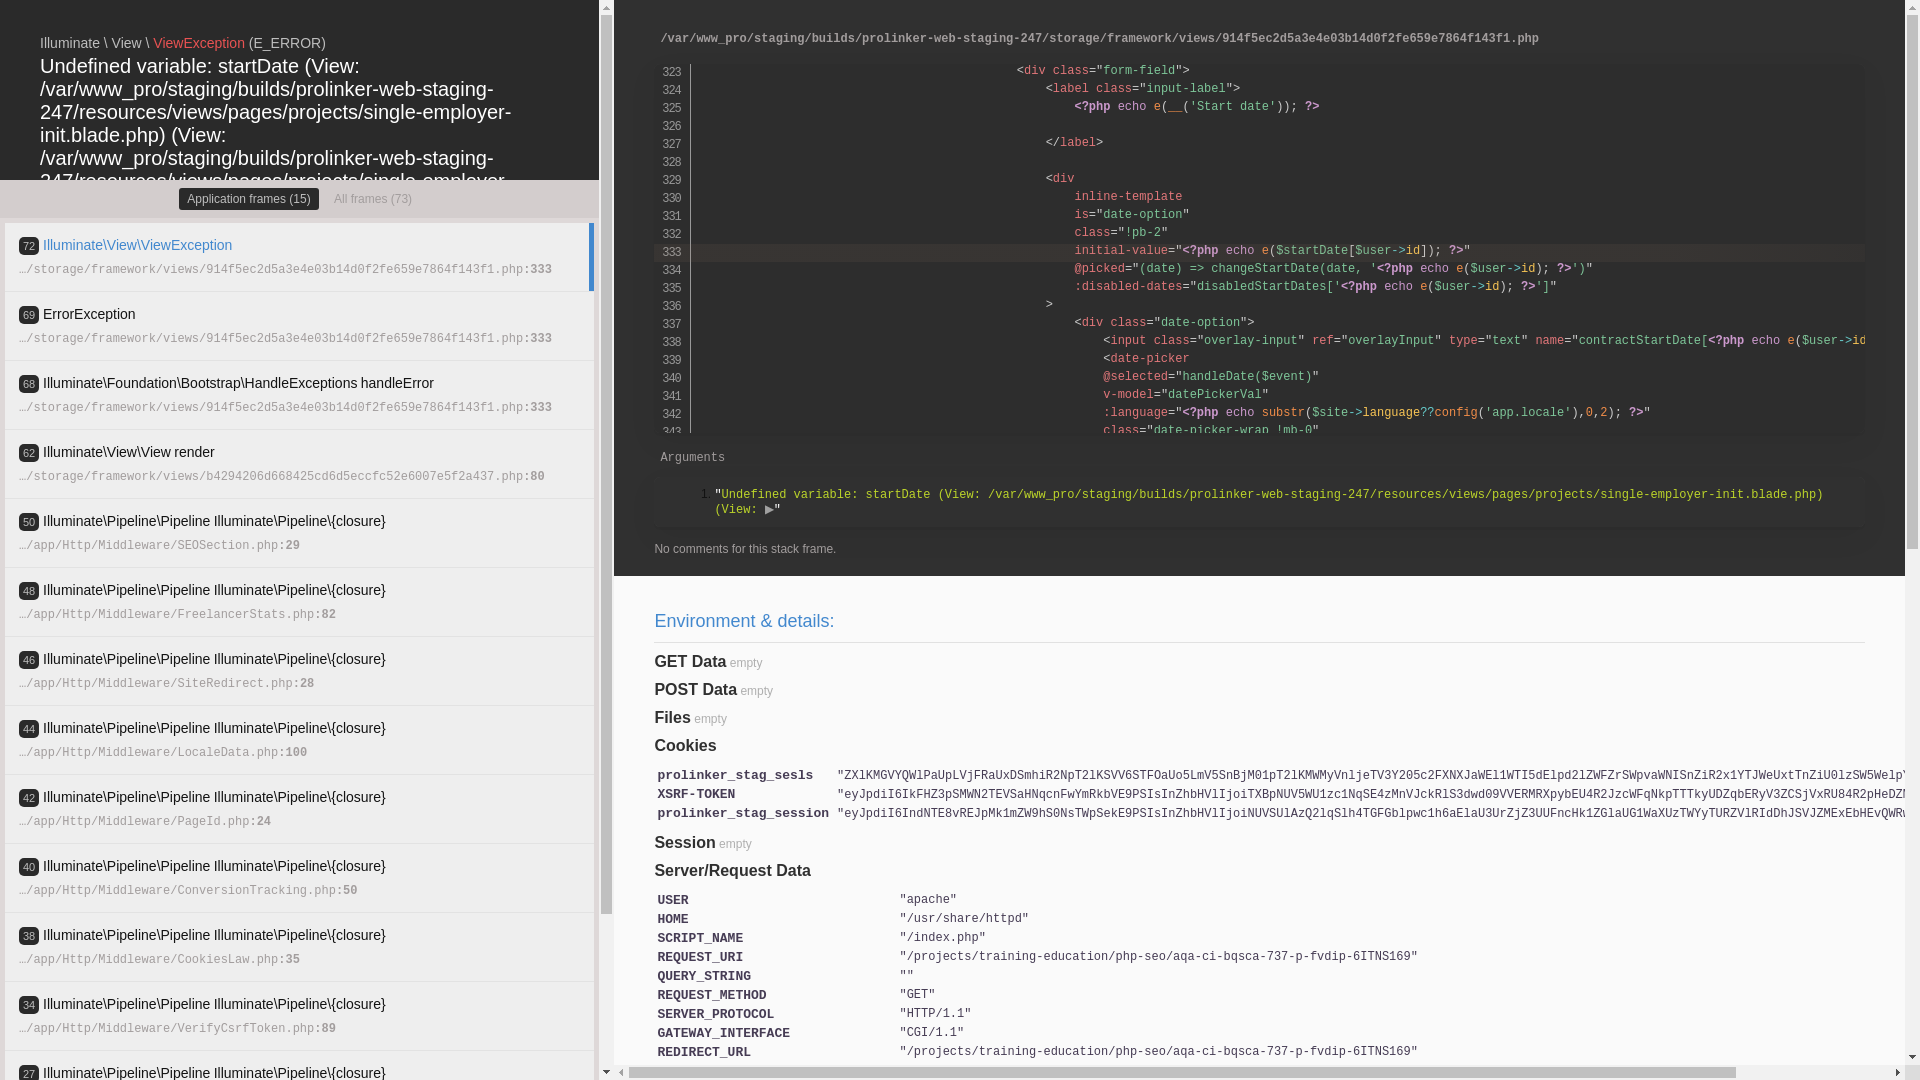 Illuminate \ View \ ViewException (E_ERROR)
Undefined variable: startDate (View:
/var/www_pro/staging/builds/prolinker-web-staging-
247/resources/views/pages/projects/single-employer-
init.blade.php) (View:
/var/www_pro/staging/builds/prolinker-web-staging-
247/resources/views/pages/projects/single-employer-
Application frames (15) All frames (73)
72 Illuminate\View\ViewException
…/storage/framework/views/914f5ec2d5a3e4e03b14d0f2fe659e7864f143f1.php:333
69 ErrorException
…/storage/framework/views/914f5ec2d5a3e4e03b14d0f2fe659e7864f143f1.php:333
68 Illuminate\Foundation\Bootstrap\HandleExceptions handleError
…/storage/framework/views/914f5ec2d5a3e4e03b14d0f2fe659e7864f143f1.php:333
62 Illuminate\View\View render
…/storage/framework/views/b4294206d668425cd6d5eccfc52e6007e5f2a437.php:80
50 Illuminate\Pipeline\Pipeline Illuminate\Pipeline\{closure}
…/app/Http/Middleware/SEOSection.php:29
48 Illuminate\Pipeline\Pipeline Illuminate\Pipeline\{closure}
…/app/Http/Middleware/FreelancerStats.php:82
46 Illuminate\Pipeline\Pipeline Illuminate\Pipeline\{closure}
…/app/Http/Middleware/SiteRedirect.php:28
44 Illuminate\Pipeline\Pipeline Illuminate\Pipeline\{closure}
…/app/Http/Middleware/LocaleData.php:100
42 Illuminate\Pipeline\Pipeline Illuminate\Pipeline\{closure}
…/app/Http/Middleware/PageId.php:24
40 Illuminate\Pipeline\Pipeline Illuminate\Pipeline\{closure}
…/app/Http/Middleware/ConversionTracking.php:50
38 Illuminate\Pipeline\Pipeline Illuminate\Pipeline\{closure}
…/app/Http/Middleware/CookiesLaw.php:35
34 Illuminate\Pipeline\Pipeline Illuminate\Pipeline\{closure}
…/app/Http/Middleware/VerifyCsrfToken.php:89
27 Illuminate\Pipeline\Pipeline Illuminate\Pipeline\{closure}
/var/www_pro/staging/builds/prolinker-web-staging-247/storage/framework/views/914f5ec2d5a3e4e03b14d0f2fe659e7864f143f1.php
323 <div class="form-field">
324 <label class="input-label">
325 <?php echo e(__('Start date')); ?>
326
327 </label>
328
329 <div
330 inline-template
331 is="date-option"
332 class="!pb-2"
333 initial-value="<?php echo e($startDate[$user->id]); ?>"
334 @picked="(date) => changeStartDate(date, '<?php echo e($user->id); ?>')"
335 :disabled-dates="disabledStartDates['<?php echo e($user->id); ?>']"
336 >
337 <div class="date-option">
338 <input class="overlay-input" ref="overlayInput" type="text" name="contractStartDate[<?php echo e($user->id
339 <date-picker
340 @selected="handleDate($event)"
341 v-model="datePickerVal"
342 :language="<?php echo substr($site->language??config('app.locale'),0,2); ?>"
343 class="date-picker-wrap !mb-0"
Arguments
1. "Undefined variable: startDate (View: /var/www_pro/staging/builds/prolinker-web-staging-247/resources/views/pages/projects/single-employer-init.blade.php)
(View: ▶"
No comments for this stack frame.
Environment & details:
GET Data empty
POST Data empty
Files empty
Cookies
prolinker_stag_sesls
XSRF-TOKEN
prolinker_stag_session
Session empty
Server/Request Data
USER "apache"
HOME "/usr/share/httpd"
SCRIPT_NAME "/index.php"
REQUEST_URI "/projects/training-education/php-seo/aqa-ci-bqsca-737-p-fvdip-6ITNS169"
QUERY_STRING ""
REQUEST_METHOD "GET"
SERVER_PROTOCOL "HTTP/1.1"
GATEWAY_INTERFACE "CGI/1.1"
REDIRECT_URL "/projects/training-education/php-seo/aqa-ci-bqsca-737-p-fvdip-6ITNS169"